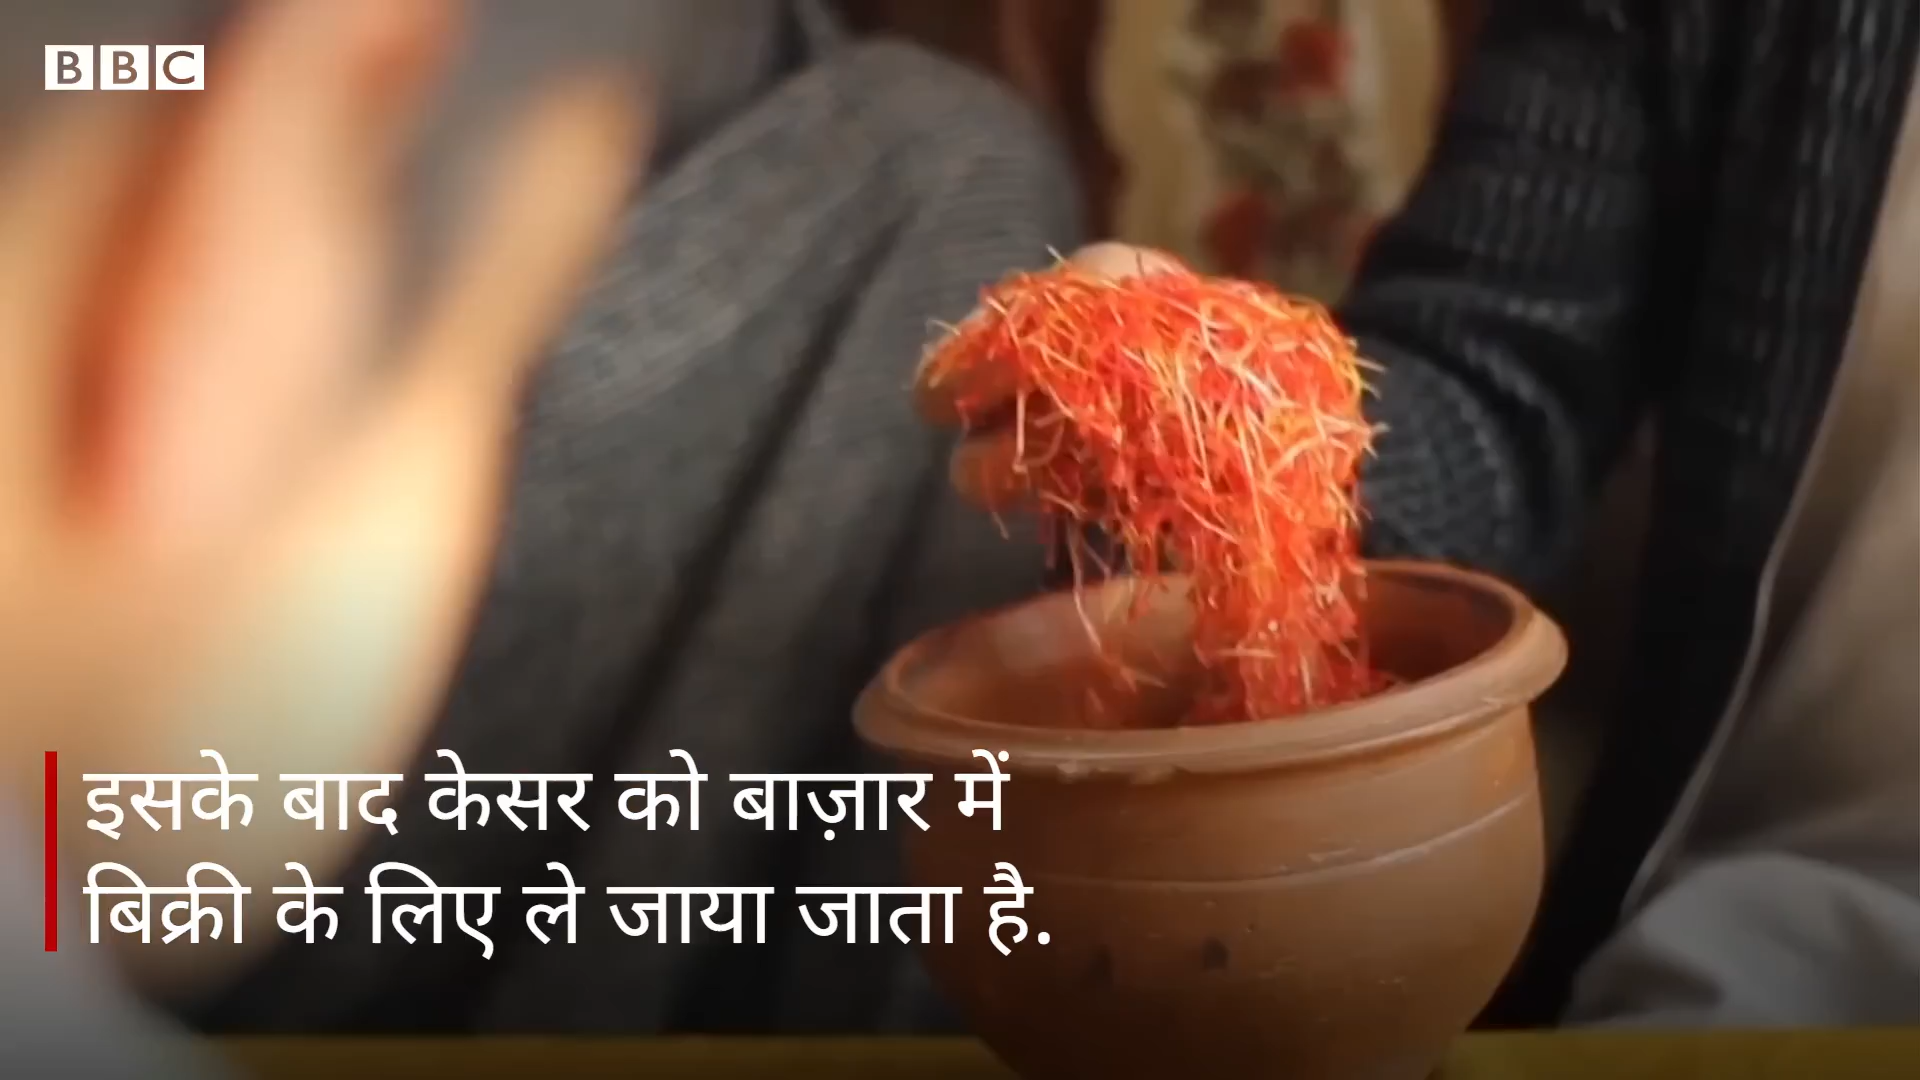 BBC
इसके बाद केसर को बाज़ार में
बिक्री के लिए ले जाया जाता है.